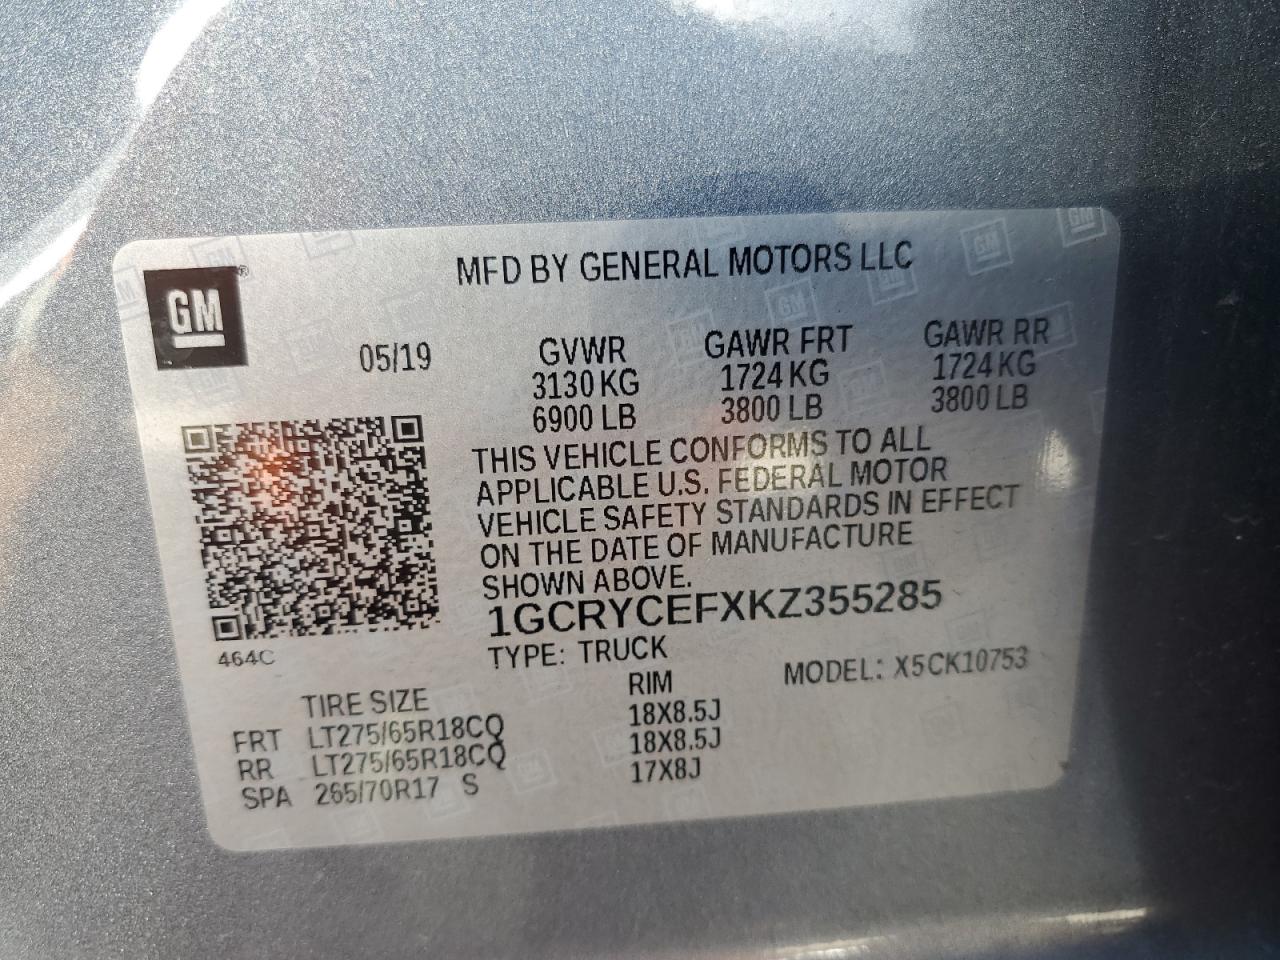 MFD BY GENERAL MOTORS LLC
GM®
05/19
GVWR GAWR FRT GAWR RR
3130 KG 1724 KG 1724 KG
6900 LB 3800 LB 3800 LB
THIS VEHICLE CONFORMS TO ALL
APPLICABLE U.S. FEDERAL MOTOR
VEHICLE SAFETY STANDARDS IN EFFECT
ON THE DATE OF MANUFACTURE
SHOWN ABOVE.
1GCRYCEFXKZ355285
464C
TYPE: TRUCK
MODEL: X5CK10753
TIRE SIZE RIM
FRT LT275/65R18CQ 18X8.5J
RR LT275/65R18CQ 18X8.5J
SPA 265/70R17 S 17X8J